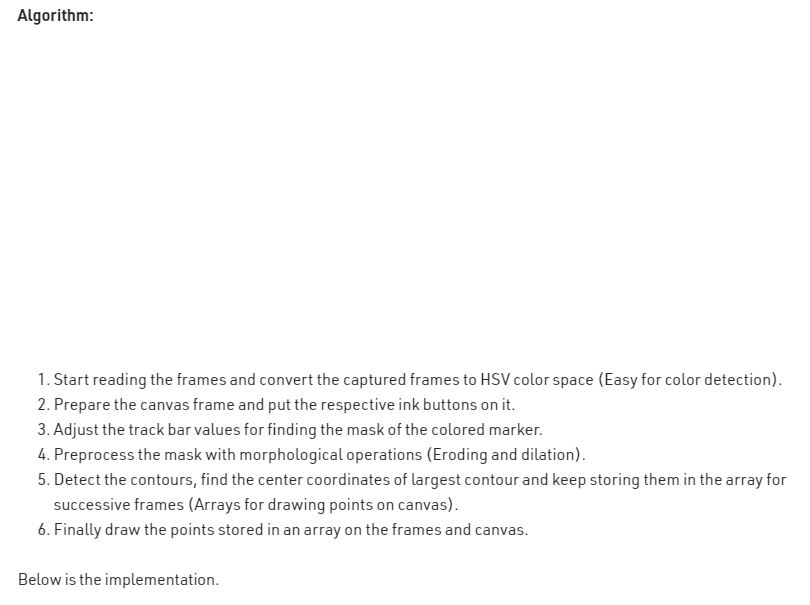 Algorithm:
1. Start reading the frames and convert the captured frames to HSV color space (Easy for color detection).
2. Prepare the canvas frame and put the respective ink buttons on it.
3. Adjust the track bar values for finding the mask of the colored marker.
4. Preprocess the mask with morphological operations (Eroding and dilation).
5. Detect the contours, find the center coordinates of largest contour and keep storing them in the array for
successive frames (Arrays for drawing points on canvas).
6. Finally draw the points stored in an array on the frames and canvas.
Below is the implementation.